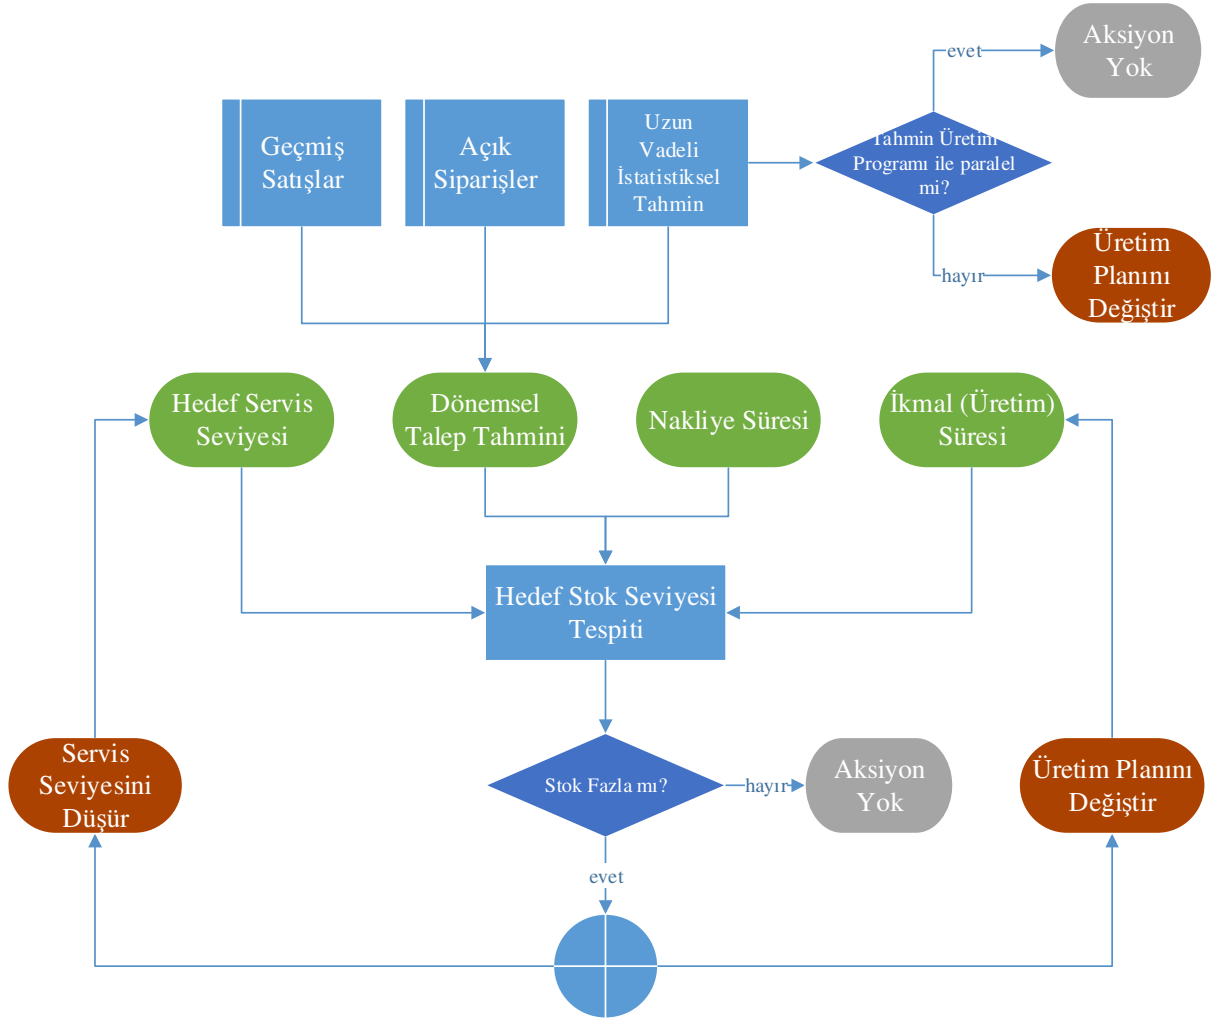 Aksiyon
Yok
evet
Geçmiş
Satışlar
Açık
Siparişler
Uzun
Vadeli
İstatistiksel
Tahmin
Tahmin Üretim
Programı ile paralel
mi?
hayır
Üretim
Planını
Değiştir
Hedef Servis
Seviyesi
Dönemsel
Talep Tahmini
Nakliye Süresi
İkmal (Üretim)
Süresi
Hedef Stok Seviyesi
Tespiti
Servis
Seviyesini
Düşür
Stok Fazla mı?
hayır
Aksiyon
Yok
Üretim Planını
Değiştir
evet